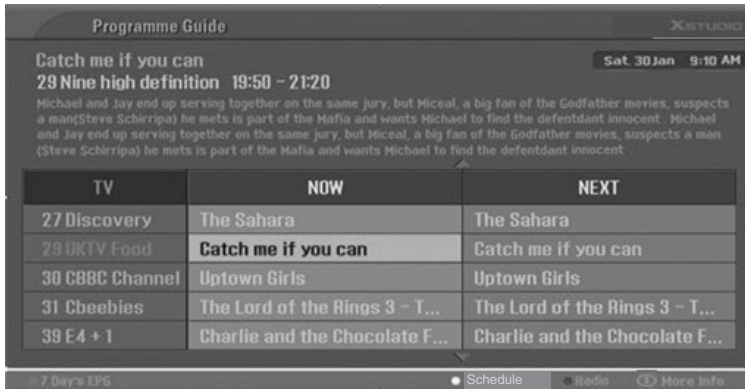 Programme Guide
XSTUDIO
Catch me if you can
Sat. 30 Jan 9:10 AM
29 Nine high definition 19:50 - 21:20
Michael and Jay end up serving together on the same jury, but Miceal, a big fan of the Godfather movies, suspects
a man(Steve Schirripa) he mets is part of the Mafia and wants Michael to find the defentdant innocent . Michael
and Jay end up serving together on the same jury, but Miceal, a big fan of the Godfather movies, suspects a man
(Steve Schirripa) he mets is part of the Mafia and wants Michael to find the defentdant innocent .
TV NOW NEXT
27 Discovery The Sahara The Sahara
29 UKTV Food Catch me if you can Catch me if you can
30 CBBC Channel Uptown Girls Uptown Girls
31 Cbeebies The Lord of the Rings 3 - T... The Lord of the Rings 3 - T...
39 E4 + 1 Charlie and the Chocolate F... Charlie and the Chocolate F...
7 Day's EPG Schedule Radio i More Info